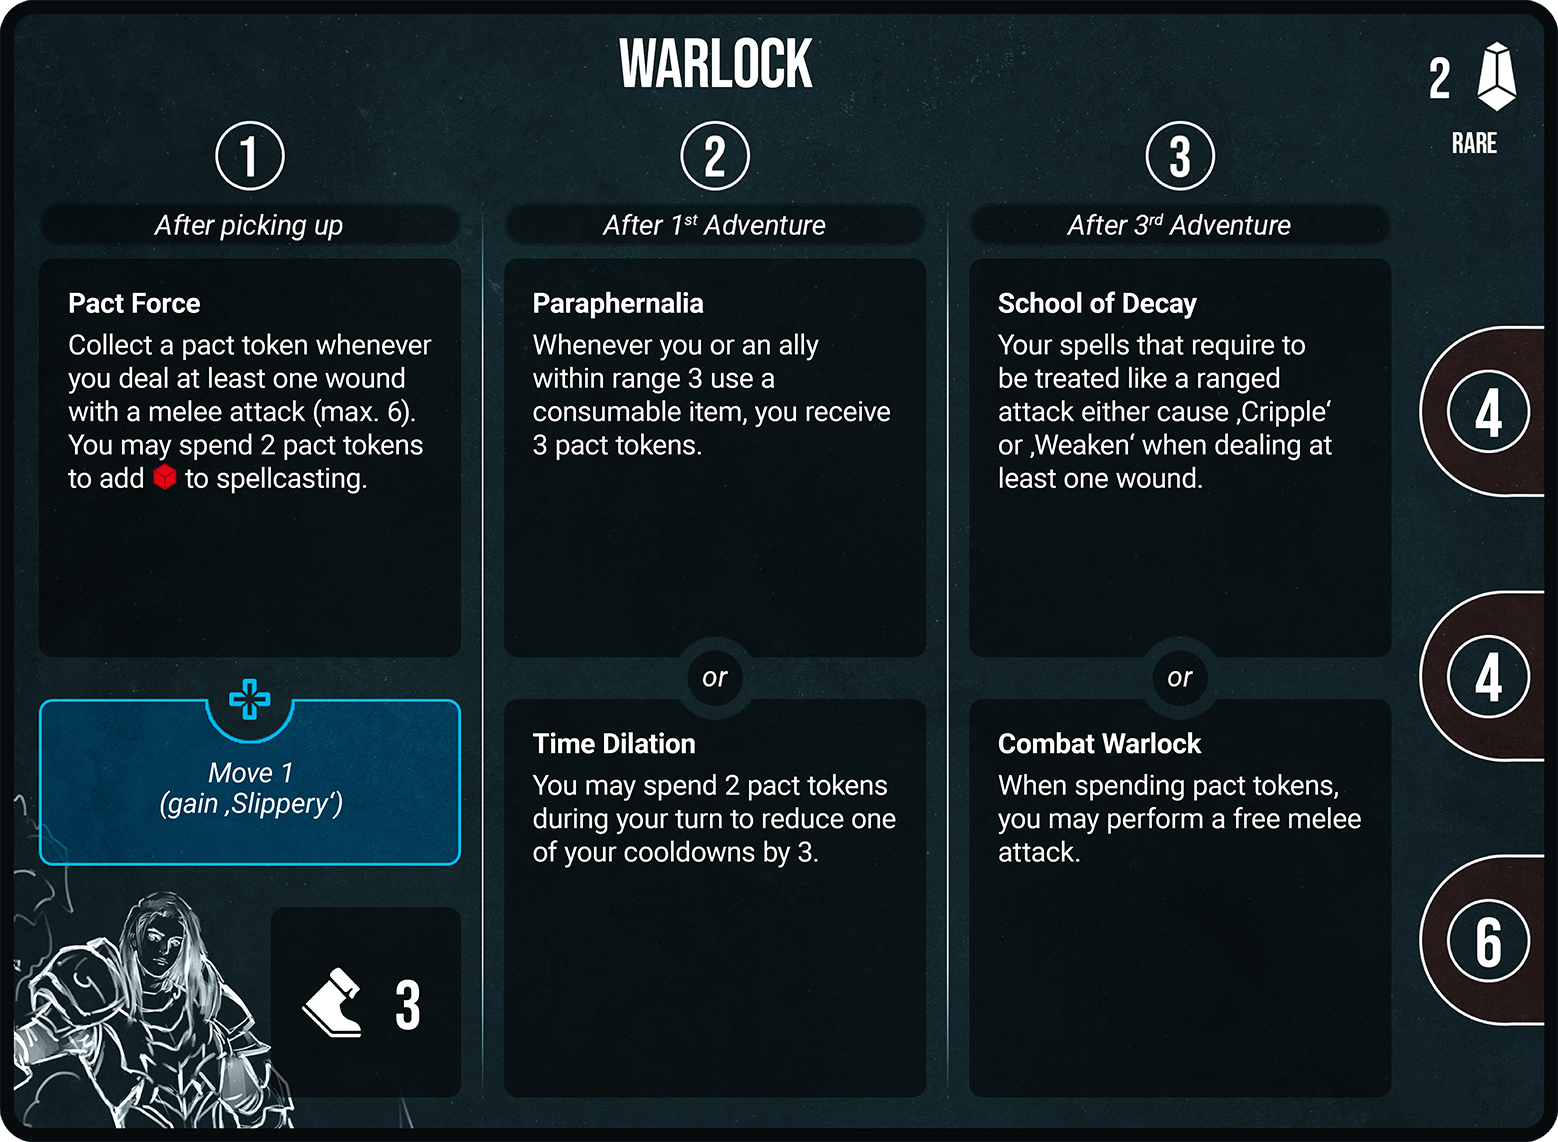 WARLOCK
2
RARE
1
After picking up
Pact Force
Collect a pact token whenever
you deal at least one wound
with a melee attack (max. 6).
You may spend 2 pact tokens
to add to spellcasting.
Move 1
(gain ‚Slippery‘)
3
2
After 1st Adventure
Paraphernalia
Whenever you or an ally
within range 3 use a
consumable item, you receive
3 pact tokens.
or
Time Dilation
You may spend 2 pact tokens
during your turn to reduce one
of your cooldowns by 3.
3
After 3rd Adventure
School of Decay
Your spells that require to
be treated like a ranged
attack either cause ‚Cripple‘
or ‚Weaken‘ when dealing at
least one wound.
or
Combat Warlock
When spending pact tokens,
you may perform a free melee
attack.
4
4
6